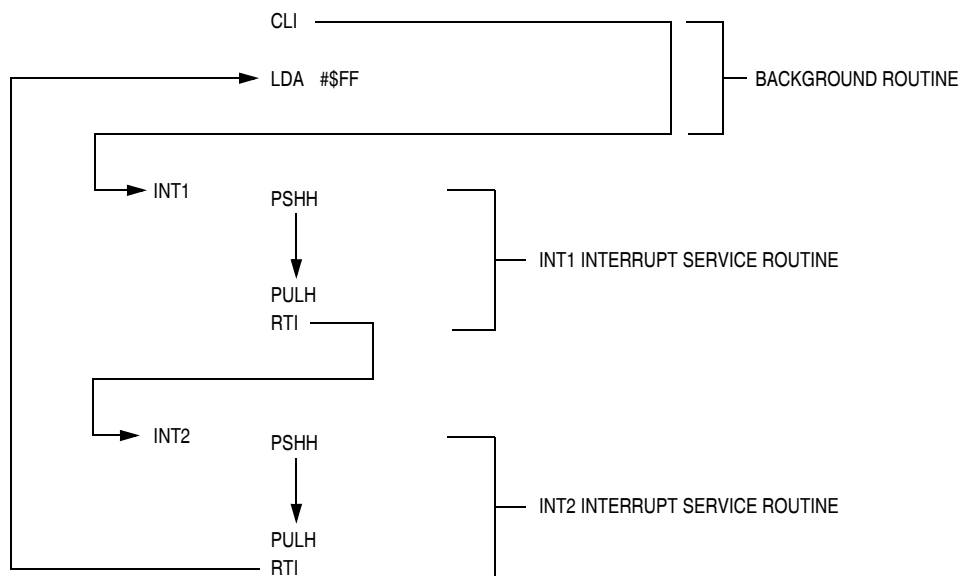 CLI
LDA #$FF
BACKGROUND ROUTINE
INT1
PSHH
INT1 INTERRUPT SERVICE ROUTINE
PULH
RTI
INT2
PSHH
INT2 INTERRUPT SERVICE ROUTINE
PULH
RTI